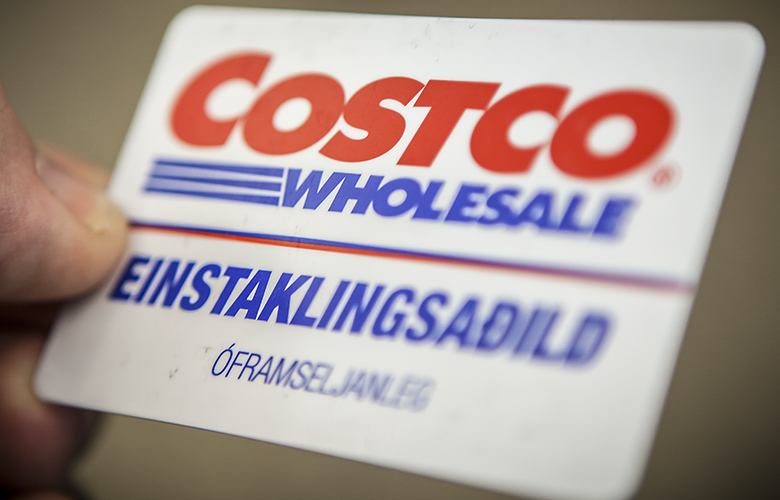 COSTCO®
WHOLESALE
EINSTAKLINGSAÐILD
ÓFRAMSELJANLEG